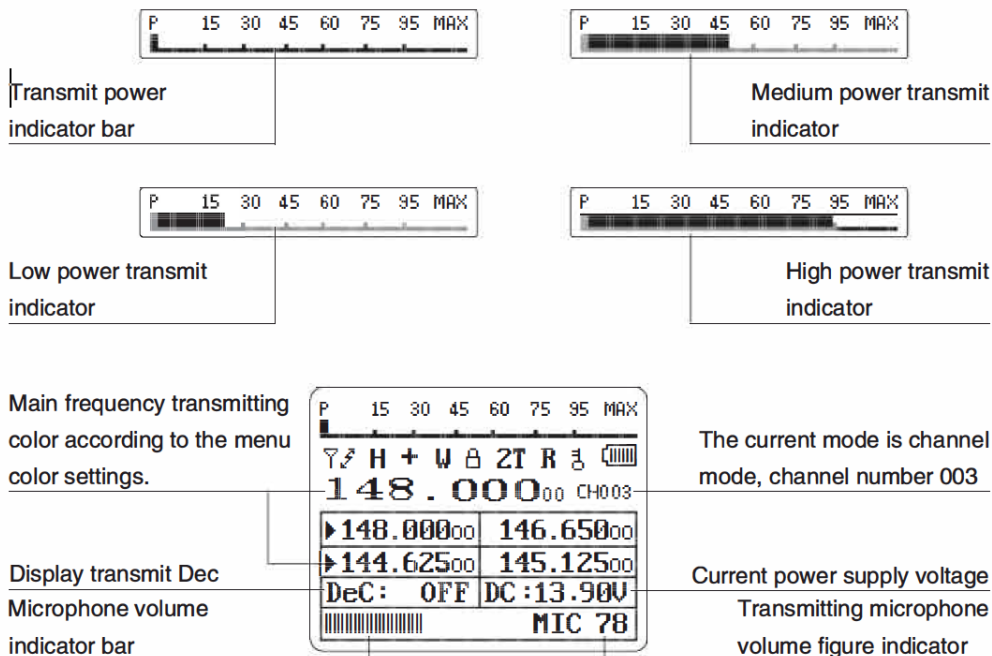 P 15 30 45 60 75 95 MAX
P 15 30 45 60 75 95 MAX
Transmit power
indicator bar
Medium power transmit
indicator
P 15 30 45 60 75 95 MAX
P 15 30 45 60 75 95 MAX
Low power transmit
indicator
High power transmit
indicator
Main frequency transmitting
color according to the menu
color settings.
P 15 30 45 60 75 95 MAX
H + W 2T R
148.00000 CH003
148.00000 146.65000
144.62500 145.12500
DeC: OFF DC:13.90V
MIC 78
The current mode is channel
mode, channel number 003
Display transmit Dec
Microphone volume
indicator bar
Current power supply voltage
Transmitting microphone
volume figure indicator